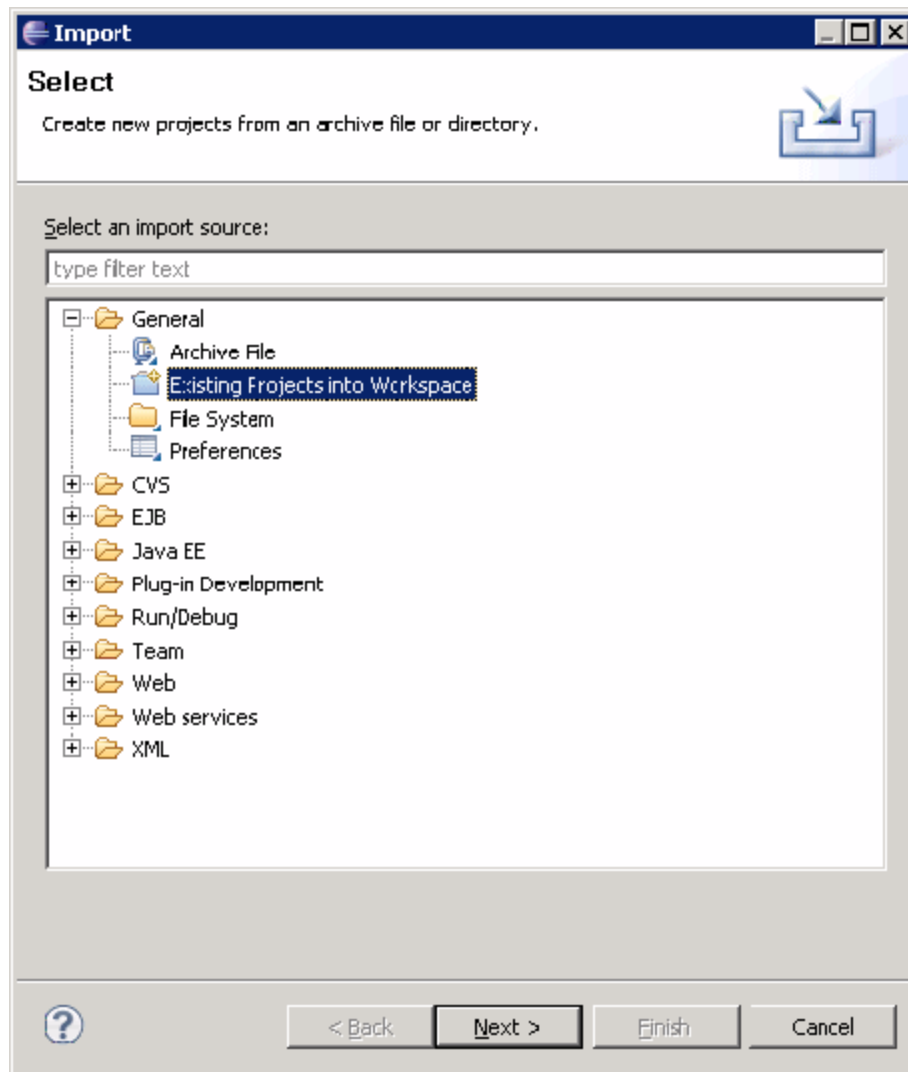 Import
Select
Create new projects from an archive file or directory.
Select an import source:
type filter text
General
Archive File
Existing Projects into Workspace
File System
Preferences
CVS
EJB
Java EE
Plug-in Development
Run/Debug
Team
Web
Web services
XML
< Back
Next >
Finish
Cancel